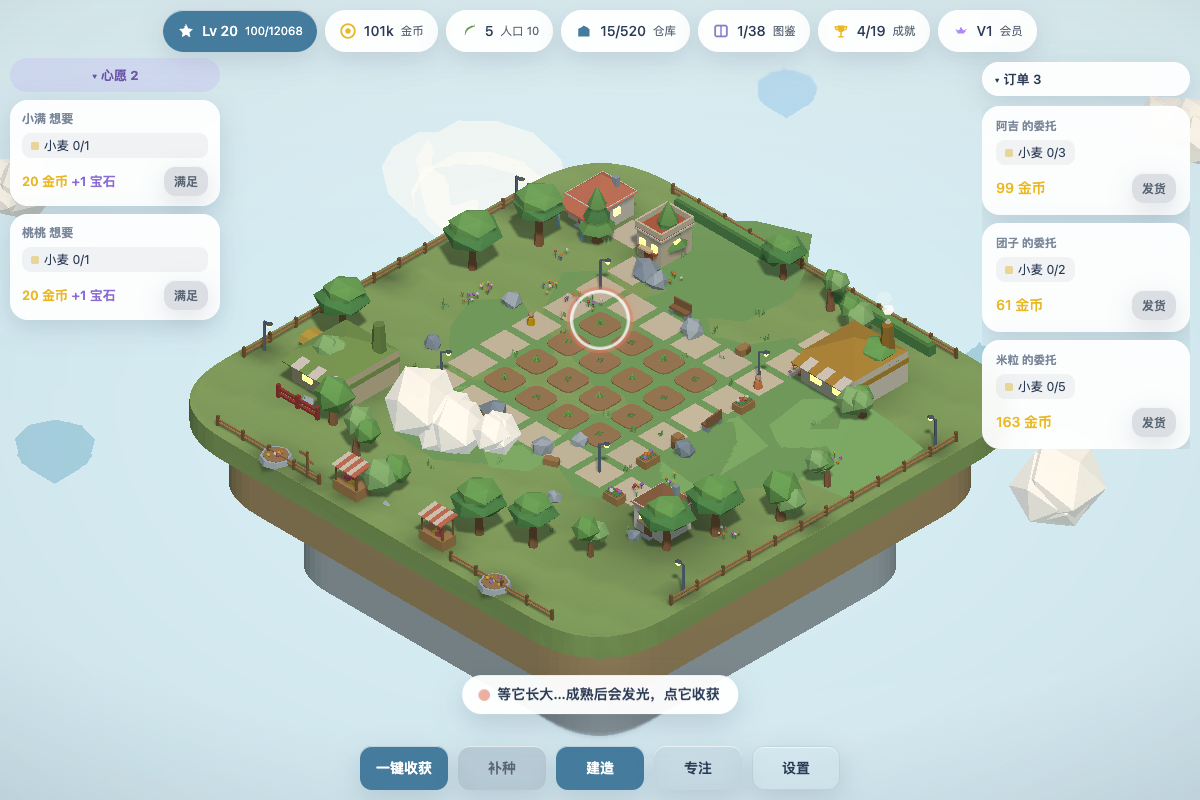 Lv 20 100/12068
101k 金币
5 人口 10
15/520 仓库
1/38 图鉴
4/19 成就
V1 会员
▾ 心愿 2
小满 想要
小麦 0/1
20 金币 +1 宝石
满足
桃桃 想要
小麦 0/1
20 金币 +1 宝石
满足
▾ 订单 3
阿吉 的委托
小麦 0/3
99 金币
发货
团子 的委托
小麦 0/2
61 金币
发货
米粒 的委托
小麦 0/5
163 金币
发货
等它长大...成熟后会发光，点它收获
一键收获
补种
建造
专注
设置